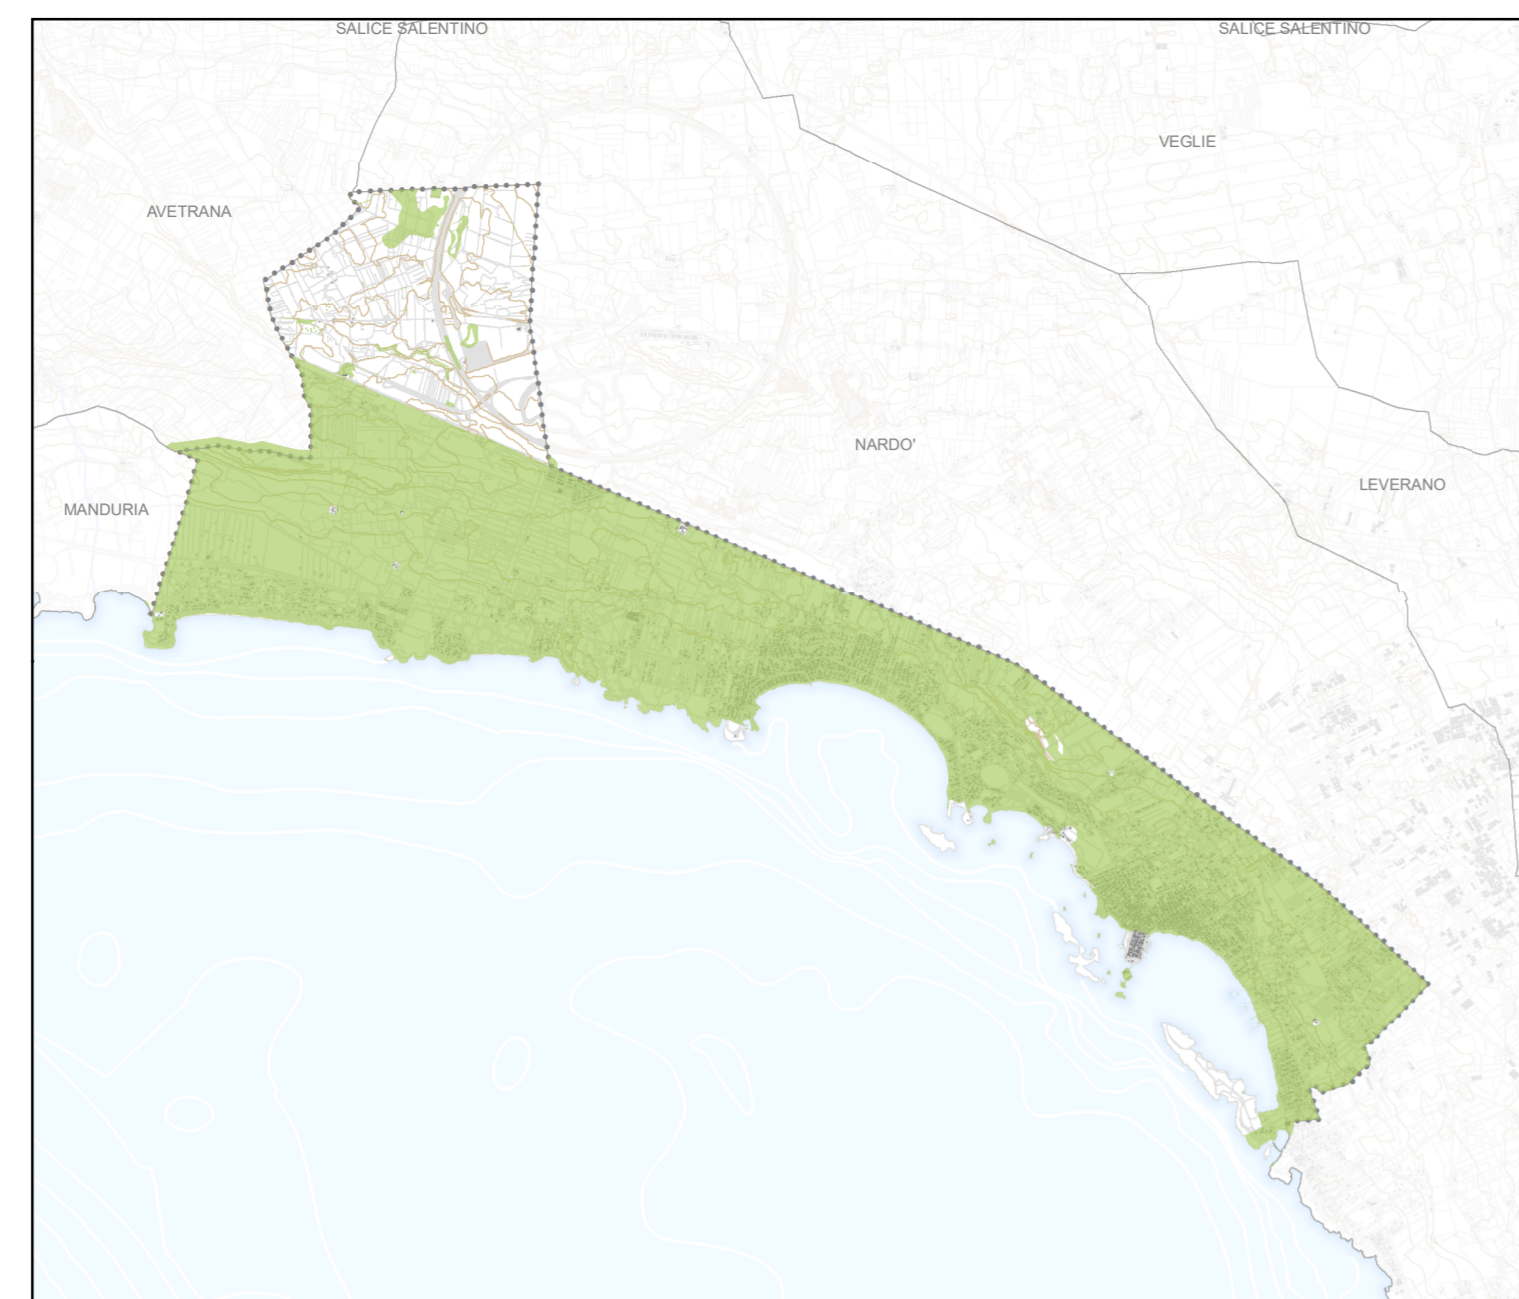 SALICE SALENTINO
SALICE SALENTINO
VEGLIE
AVETRANA
NARDO'
LEVERANO
MANDURIA